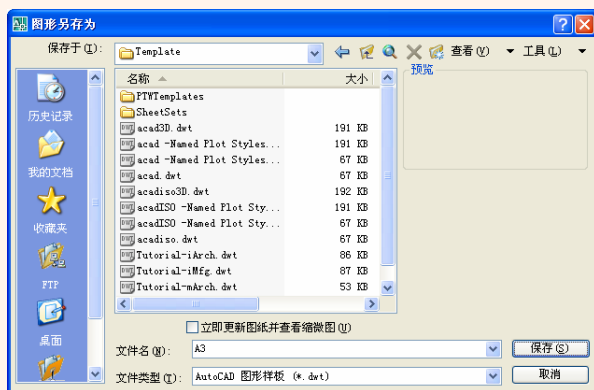 图形另存为
保存于(I): Template 查看(V) 工具(L)
名称 大小 预览
PTWTemplates
SheetSets
acad3D.dwt 191 KB
acad -Named Plot Styles... 191 KB
acad -Named Plot Styles... 67 KB
acad.dwt 67 KB
acadiso3D.dwt 192 KB
acadISO -Named Plot Sty... 191 KB
acadISO -Named Plot Sty... 67 KB
acadiso.dwt 67 KB
Tutorial-iArch.dwt 86 KB
Tutorial-iMfg.dwt 87 KB
Tutorial-mArch.dwt 53 KB
历史记录
我的文档
收藏夹
FTP
桌面
立即更新图纸并查看缩微图(U)
文件名(N): A3 保存(S)
文件类型(T): AutoCAD 图形样板 (*.dwt) 取消